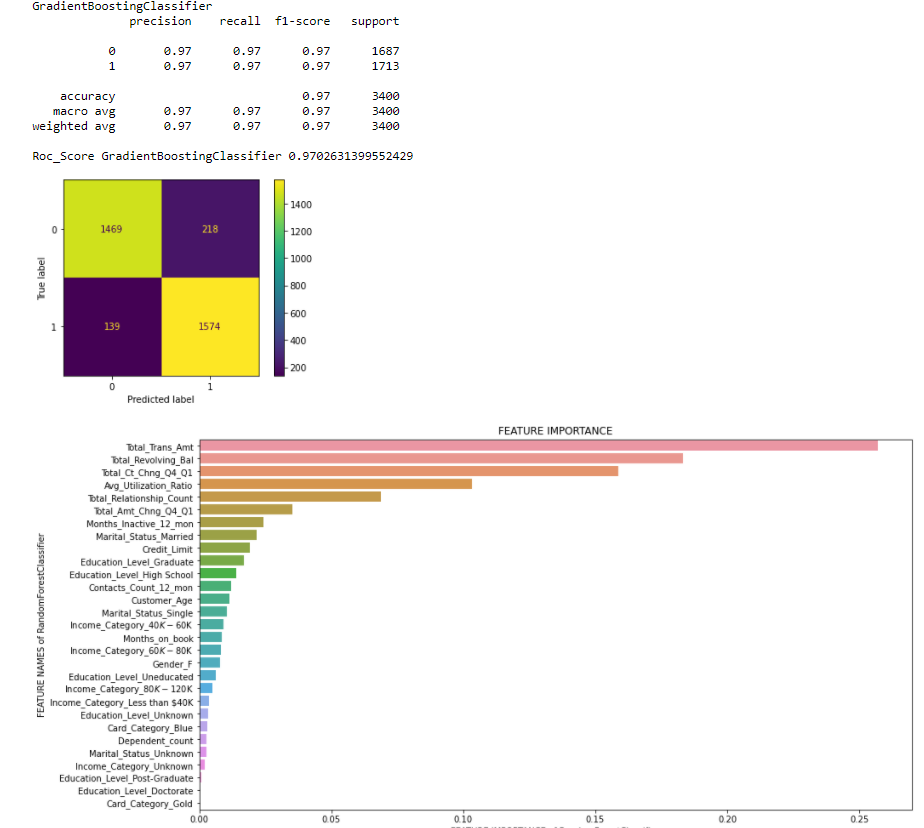 GradientBoostingClassifier
precision recall f1-score support
0 0.97 0.97 0.97 1687
1 0.97 0.97 0.97 1713
accuracy 0.97 3400
macro avg 0.97 0.97 0.97 3400
weighted avg 0.97 0.97 0.97 3400
Roc_Score GradientBoostingClassifier 0.9702631399552429
1469 218
139 1574
0
1
True label
0 1
Predicted label
1400
1200
1000
800
600
400
200
FEATURE IMPORTANCE
FEATURE NAMES of RandomForestClassifier
Total_Trans_Amt
Total_Revolving_Bal
Total_Ct_Chng_Q4_Q1
Avg_Utilization_Ratio
Total_Relationship_Count
Total_Amt_Chng_Q4_Q1
Months_Inactive_12_mon
Marital_Status_Married
Credit_Limit
Education_Level_Graduate
Education_Level_High School
Contacts_Count_12_mon
Customer_Age
Marital_Status_Single
Income_Category_40K − 60K
Months_on_book
Income_Category_60K − 80K
Gender_F
Education_Level_Uneducated
Income_Category_80K − 120K
Income_Category_Less than $40K
Education_Level_Unknown
Card_Category_Blue
Dependent_count
Marital_Status_Unknown
Income_Category_Unknown
Education_Level_Post-Graduate
Education_Level_Doctorate
Card_Category_Gold
0.00 0.05 0.10 0.15 0.20 0.25